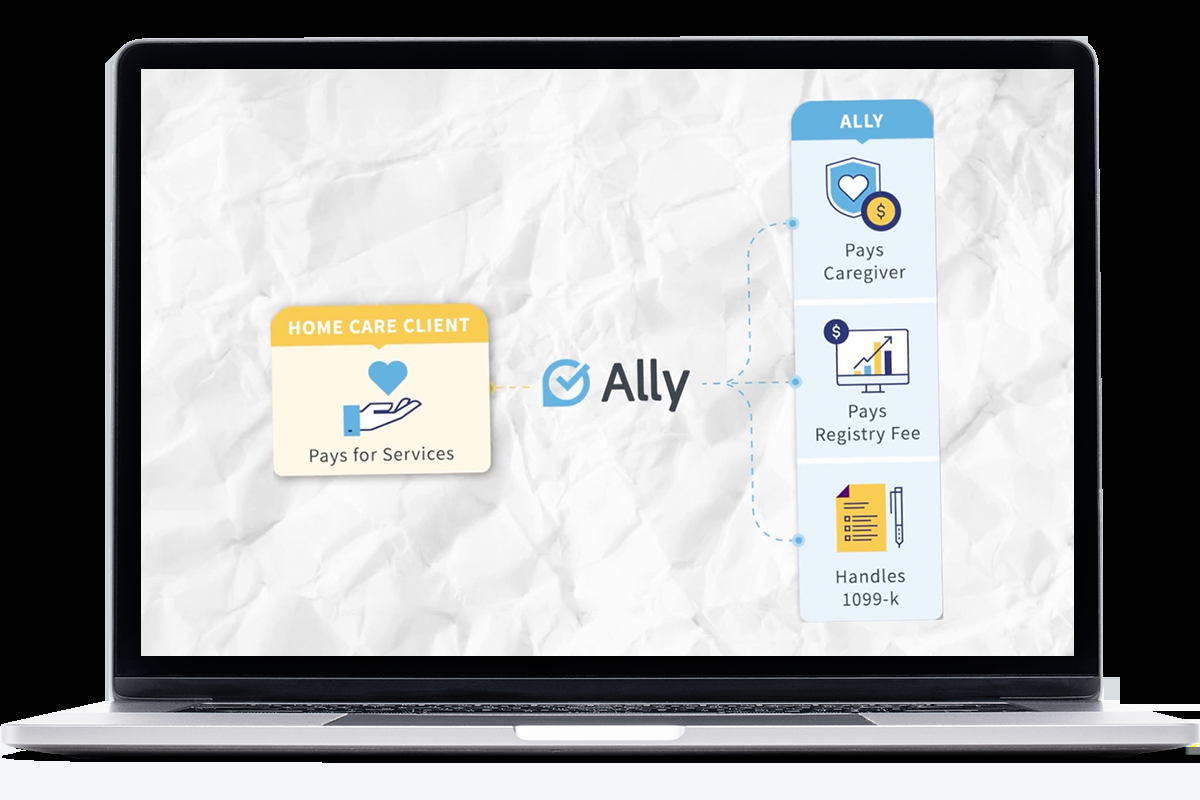 HOME CARE CLIENT
Pays for Services
Ally
ALLY
$
Pays
Caregiver
$
Pays
Registry Fee
Handles
1099-k